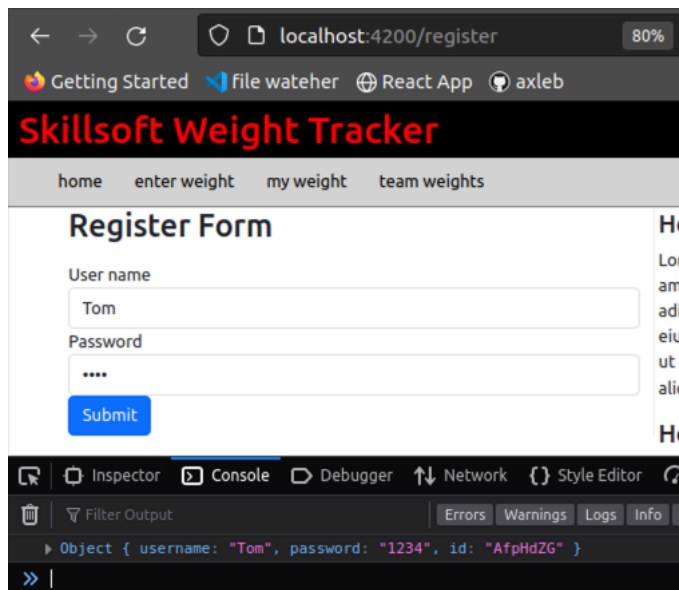 localhost:4200/register 80%
Getting Started file wateher React App axleb
Skillsoft Weight Tracker
home enter weight my weight team weights
Register Form
User name
Tom
Password
••••
Submit
Inspector Console Debugger Network Style Editor
Filter Output Errors Warnings Logs Info
Object { username: "Tom", password: "1234", id: "AfpHdZG" }